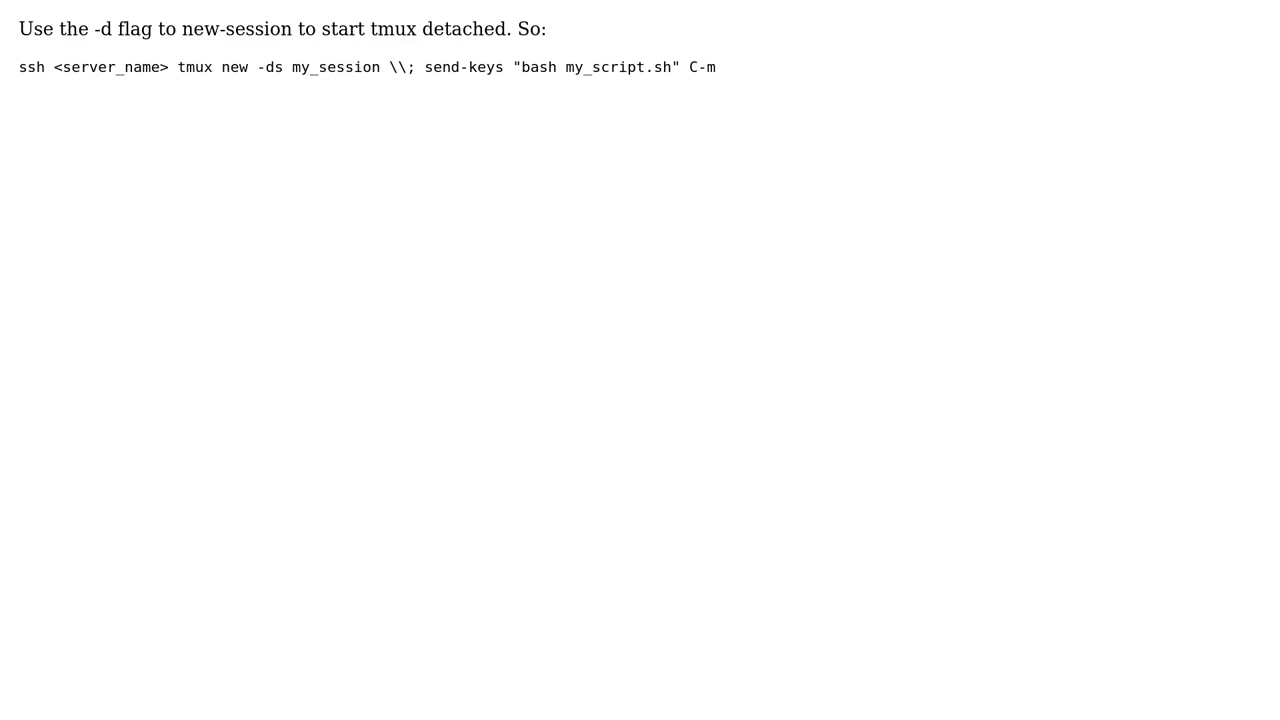 Use the -d flag to new-session to start tmux detached. So:
ssh <server_name> tmux new -ds my_session \\; send-keys "bash my_script.sh" C-m